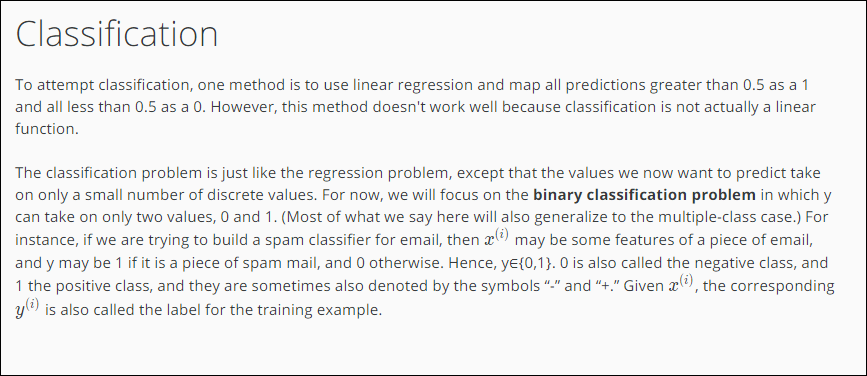 Classification
To attempt classification, one method is to use linear regression and map all predictions greater than 0.5 as a 1
and all less than 0.5 as a 0. However, this method doesn't work well because classification is not actually a linear
function.
The classification problem is just like the regression problem, except that the values we now want to predict take
on only a small number of discrete values. For now, we will focus on the binary classification problem in which y
can take on only two values, 0 and 1. (Most of what we say here will also generalize to the multiple-class case.) For
instance, if we are trying to build a spam classifier for email, then x^(i) may be some features of a piece of email,
and y may be 1 if it is a piece of spam mail, and 0 otherwise. Hence, y∈{0,1}. 0 is also called the negative class, and
1 the positive class, and they are sometimes also denoted by the symbols “-” and “+.” Given x^(i), the corresponding
y^(i) is also called the label for the training example.